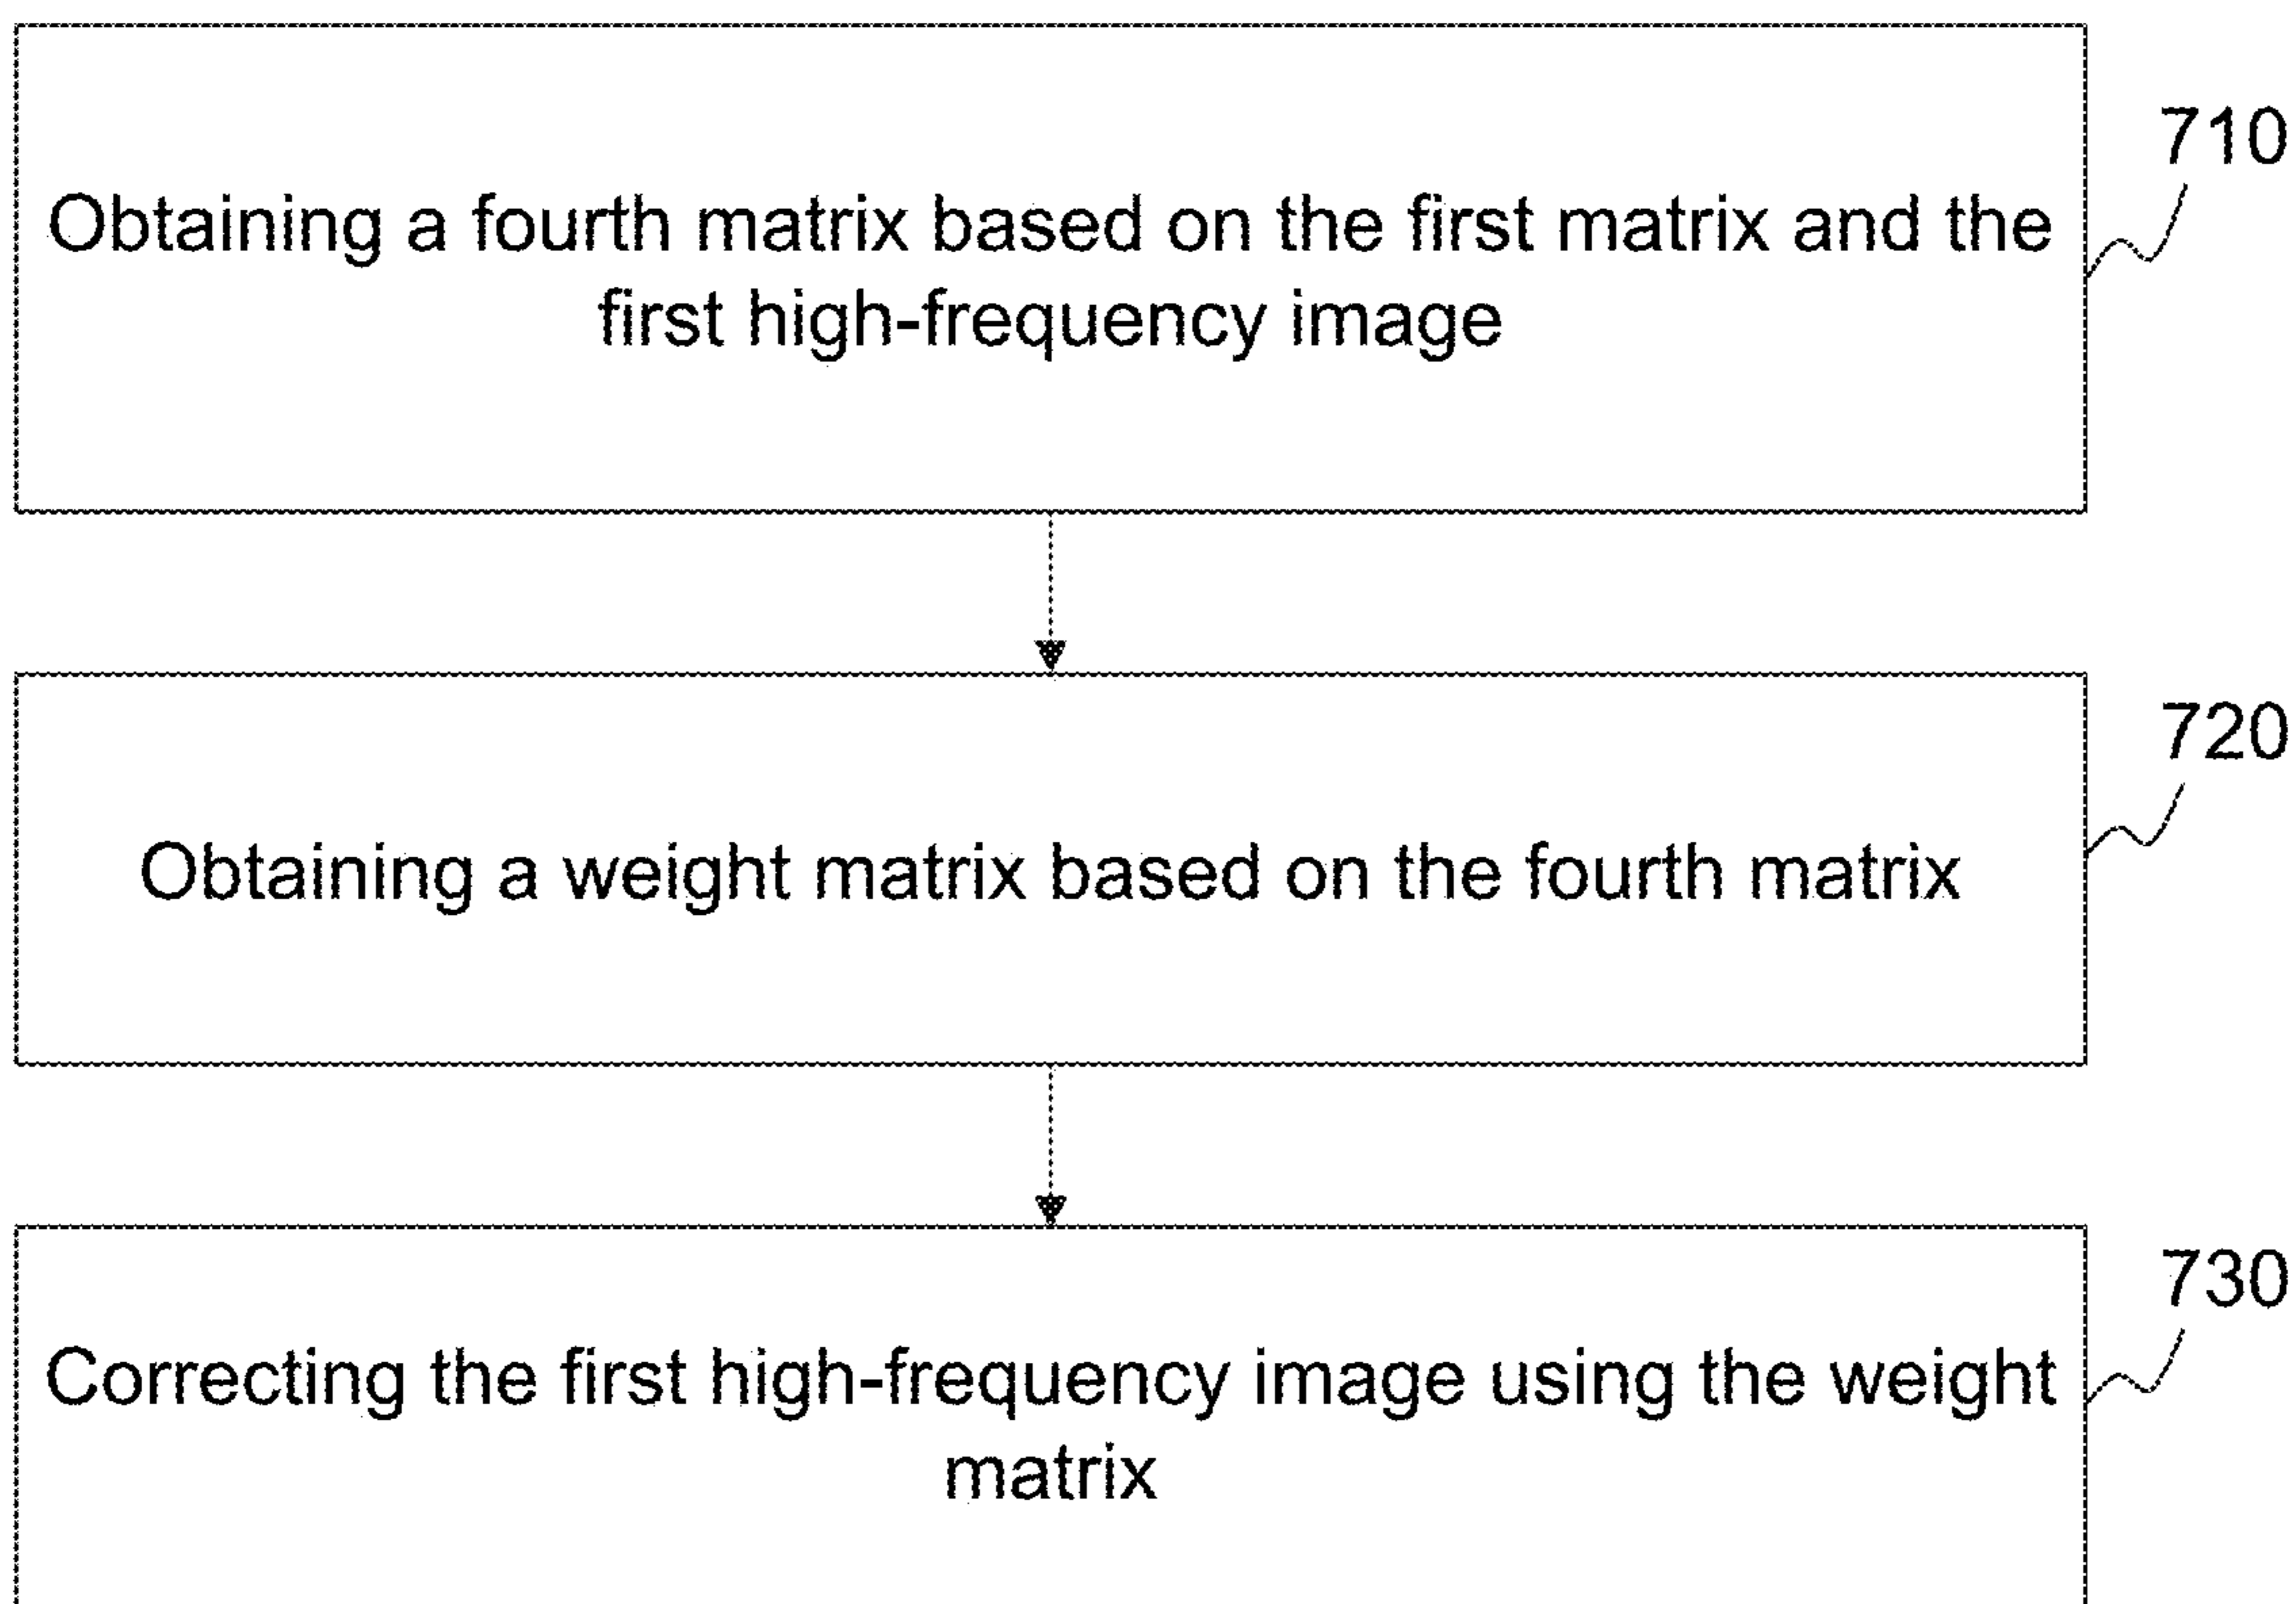 710
Obtaining a fourth matrix based on the first matrix and the
first high-frequency image
720
Obtaining a weight matrix based on the fourth matrix
730
Correcting the first high-frequency image using the weight
matrix